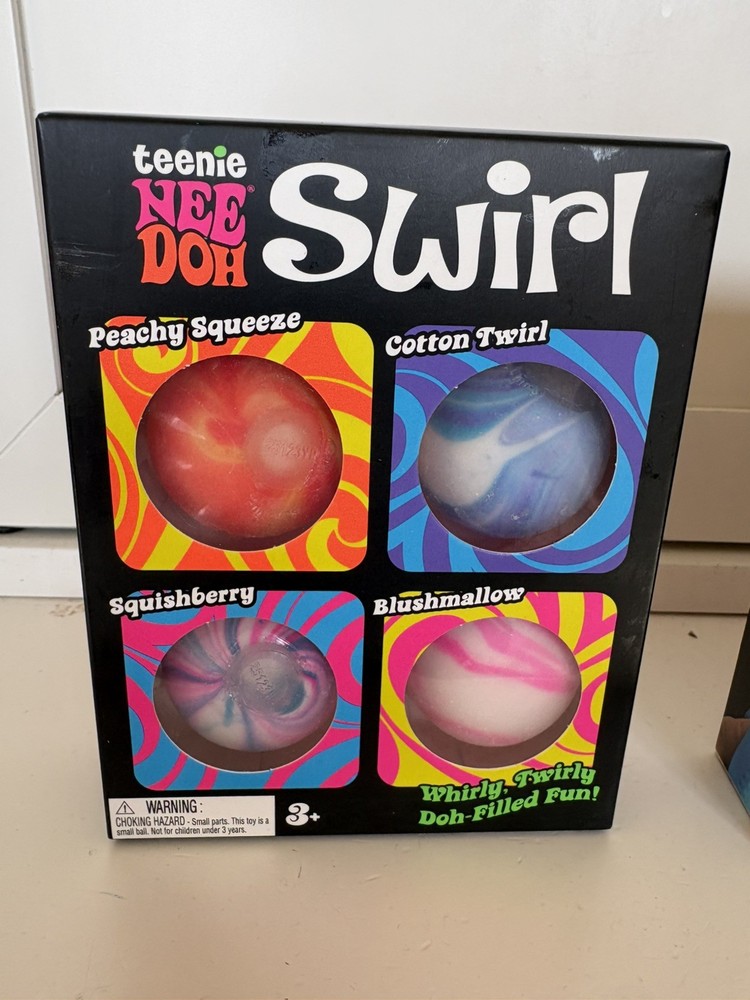 teenie
NEE®
DOH
Swirl
Peachy Squeeze
Cotton Twirl
Squishberry
Blushmallow
Whirly, Twirly
Doh-Filled Fun!
WARNING:
CHOKING HAZARD - Small parts. This toy is a
small ball. Not for children under 3 years.
3+